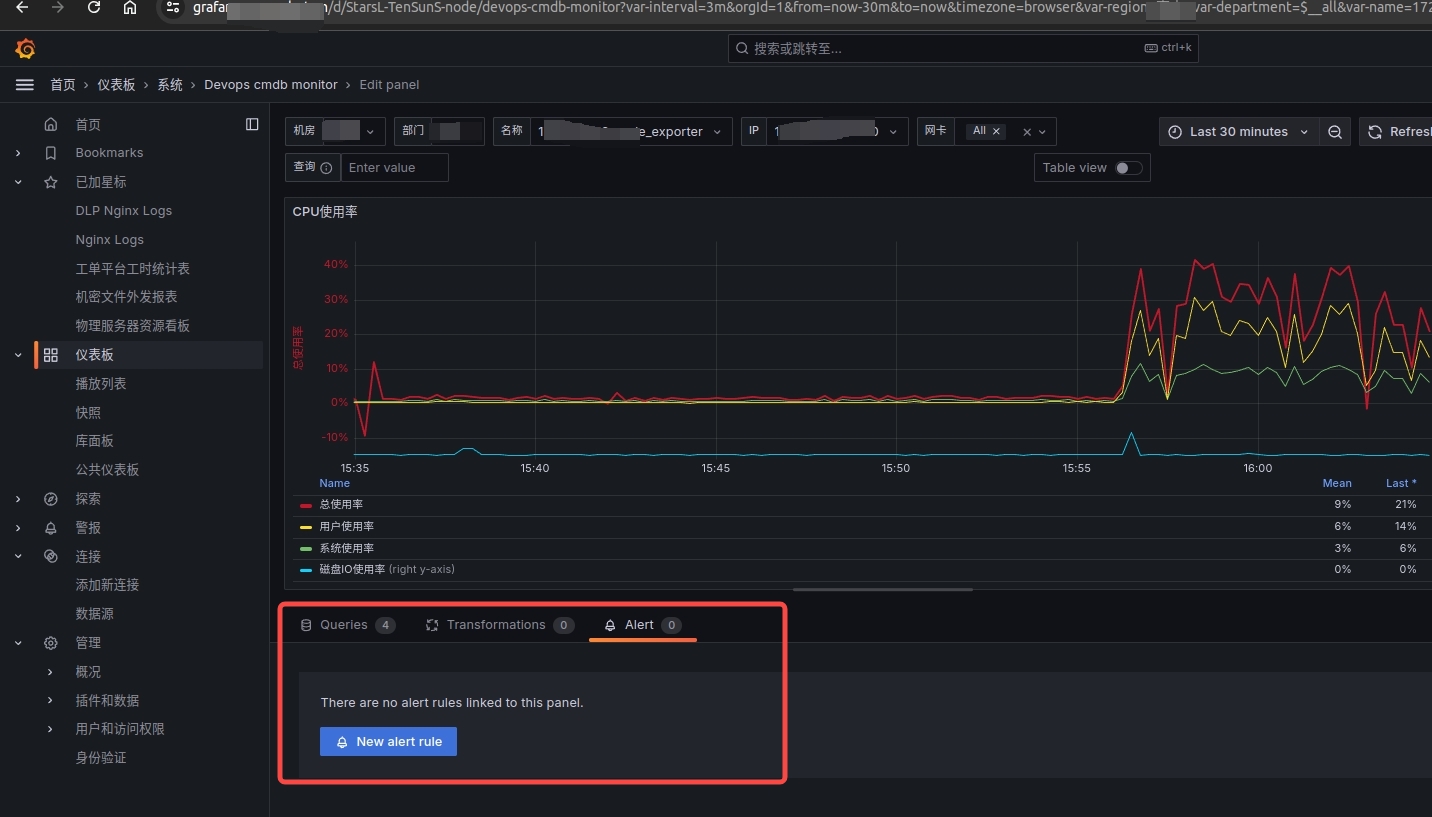 grafan
/d/StarsL-TenSunS-node/devops-cmdb-monitor?var-interval=3m&orgId=1&from=now-30m&to=now&timezone=browser&var-region
var-department=$__all&var-name=172
搜索或跳转至...
ctrl+k
首页 › 仪表板 › 系统 › Devops cmdb monitor › Edit panel
首页
Bookmarks
已加星标
DLP Nginx Logs
Nginx Logs
工单平台工时统计表
机密文件外发报表
物理服务器资源看板
仪表板
播放列表
快照
库面板
公共仪表板
探索
警报
连接
添加新连接
数据源
管理
概况
插件和数据
用户和访问权限
身份验证
机房
部门
名称 1 e_exporter
IP 1 0
网卡 All ×
Last 30 minutes
Refres
查询 Enter value
Table view
CPU使用率
总使用率
40%
30%
20%
10%
0%
-10%
15:35 15:40 15:45 15:50 15:55 16:00
Name Mean Last *
总使用率 9% 21%
用户使用率 6% 14%
系统使用率 3% 6%
磁盘IO使用率 (right y-axis) 0% 0%
Queries 4 Transformations 0 Alert 0
There are no alert rules linked to this panel.
New alert rule